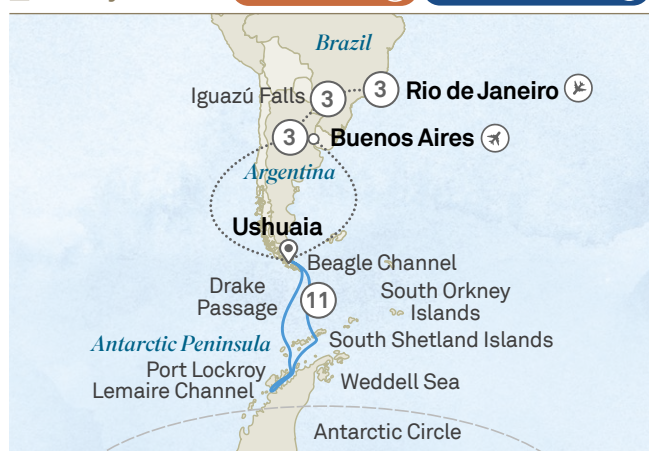 Brazil
Iguazú Falls
3
3
Rio de Janeiro
3
Buenos Aires
Argentina
Ushuaia
Beagle Channel
Drake
Passage
11
South Orkney
Islands
Antarctic Peninsula
South Shetland Islands
Port Lockroy
Lemaire Channel
Weddell Sea
Antarctic Circle